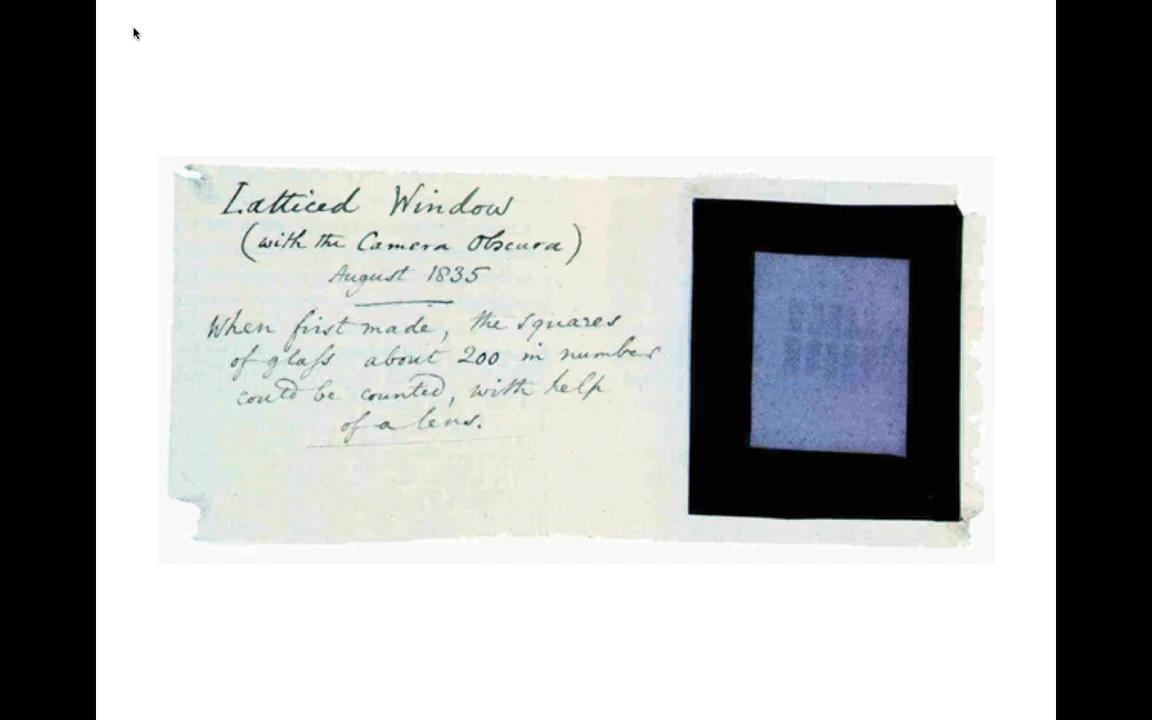 Latticed Window
(with the Camera Obscura)
August 1835
When first made, the squares
of glass about 200 in number
could be counted, with help
of a lens.